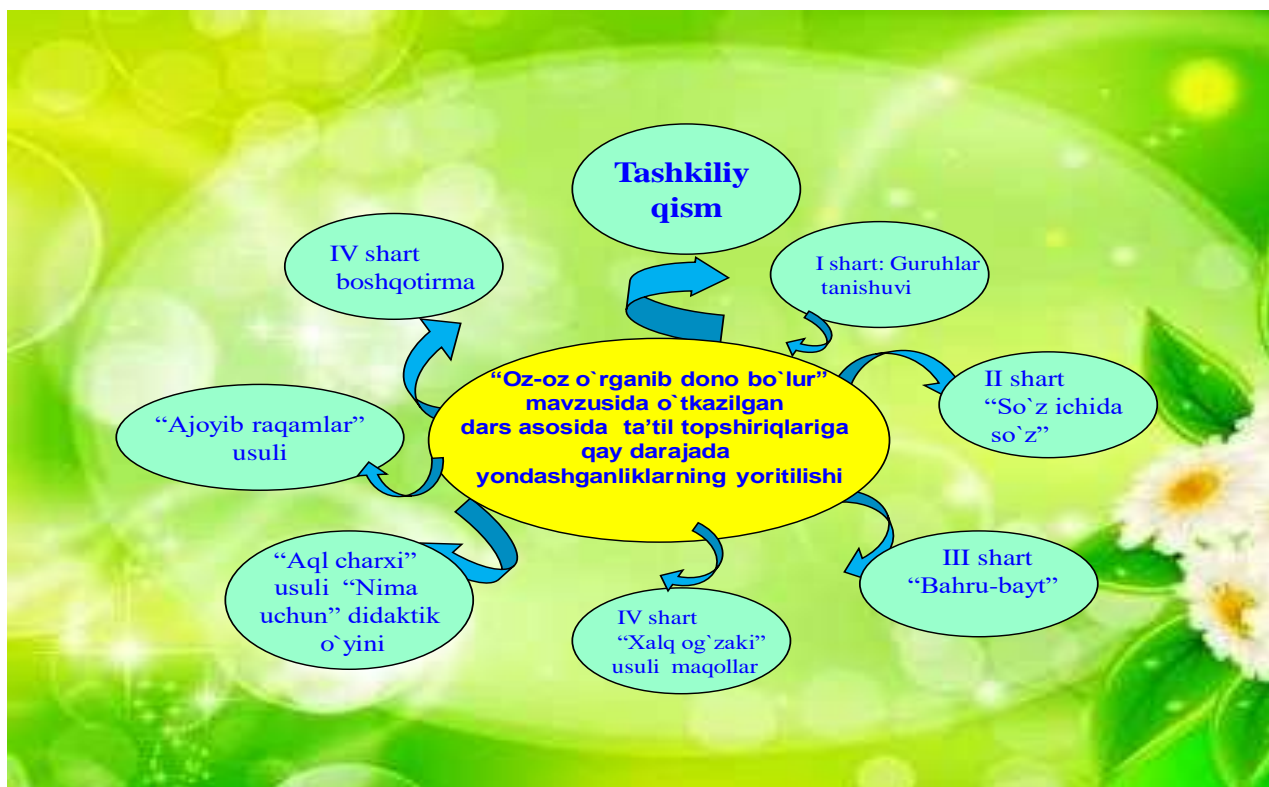 Tashkiliy
qism
I shart: Guruhlar
tanishuvi
II shart
“So`z ichida
so`z”
III shart
“Bahru-bayt”
IV shart
“Xalq og`zaki”
usuli maqollar
“Aql charxi”
usuli “Nima
uchun” didaktik
o`yini
“Ajoyib raqamlar”
usuli
IV shart
boshqotirma
“Oz-oz o`rganib dono bo`lur”
mavzusida o`tkazilgan
dars asosida ta’til topshiriqlariga
qay darajada
yondashganliklarning yoritilishi